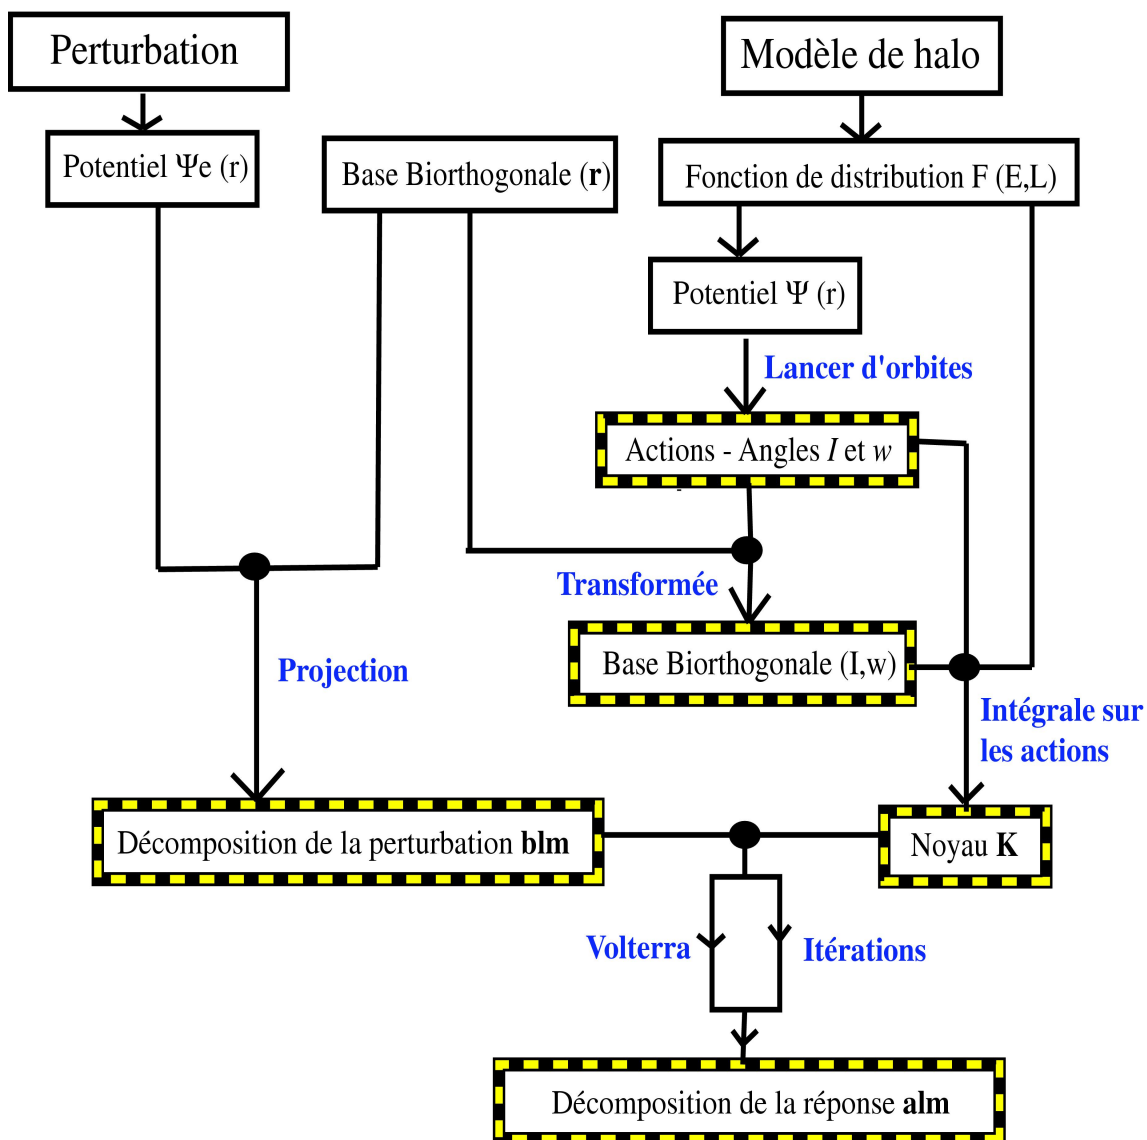 Perturbation
Modèle de halo
Potentiel Ψe (r)
Base Biorthogonale (r)
Fonction de distribution F (E,L)
Potentiel Ψ (r)
Lancer d'orbites
Actions - Angles I et w
Transformée
Base Biorthogonale (I,w)
Projection
Intégrale sur
les actions
Décomposition de la perturbation blm
Noyau K
Volterra
Itérations
Décomposition de la réponse alm